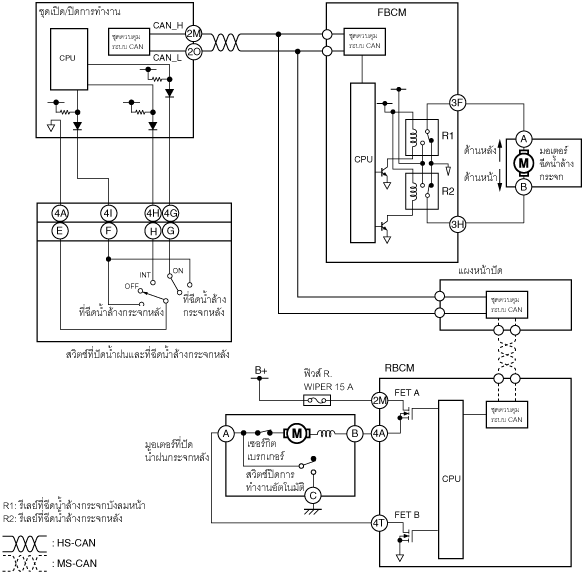 ชุดเปิด/ปิดการทำงาน
CAN_H
2M
CPU
ชุดควบคุม
ระบบ CAN
CAN_L
2O
FBCM
ชุดควบคุม
ระบบ CAN
CPU
R1
R2
3F
3H
A
ด้านหลัง
M
ด้านหน้า
B
มอเตอร์
ฉีดน้ำล้าง
กระจก
4A
4I
4H
4G
E
F
H
G
INT
ON
OFF
ที่ฉีดน้ำล้างกระจกหลัง
ที่ฉีดน้ำล้าง
กระจกหลัง
สวิตช์ที่ปัดน้ำฝนและที่ฉีดน้ำล้างกระจกหลัง
แผงหน้าปัด
ชุดควบคุม
ระบบ CAN
B+
ฟิวส์ R.
WIPER 15 A
RBCM
2M
FET A
ชุดควบคุม
ระบบ CAN
A
M
B
4A
เซอร์กิต
เบรกเกอร์
CPU
มอเตอร์ที่ปัด
น้ำฝนกระจกหลัง
สวิตช์ปิดการ
ทำงานอัตโนมัติ
C
4T
FET B
R1: รีเลย์ที่ฉีดน้ำล้างกระจกบังลมหน้า
R2: รีเลย์ที่ฉีดน้ำล้างกระจกหลัง
: HS-CAN
: MS-CAN